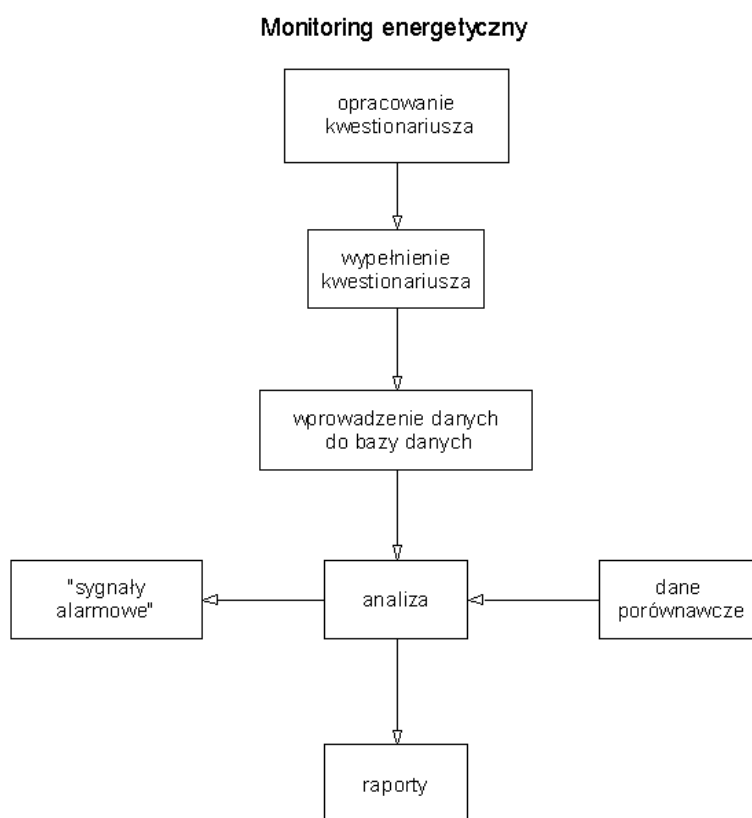 Monitoring energetyczny
opracowanie
kwestionariusza
wypełnienie
kwestionariusza
wprowadzenie danych
do bazy danych
"sygnały
alarmowe"
analiza
dane
porównawcze
raporty